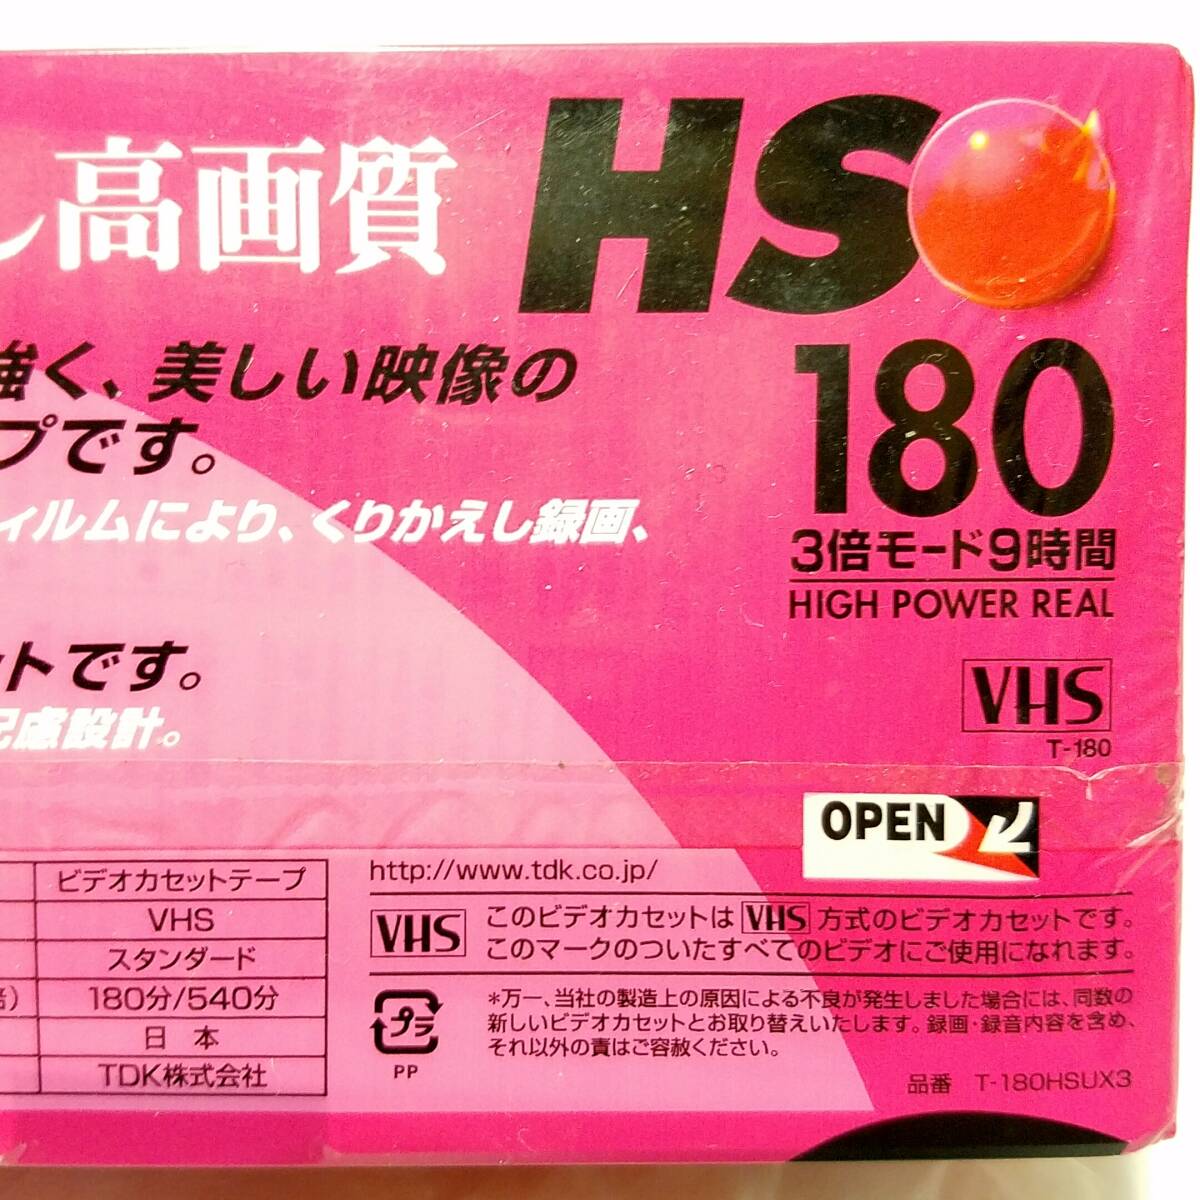 し高画質
HS
強く、美しい映像の
プです。
ィルムにより、くりかえし録画、
180
3倍モード9時間
HIGH POWER REAL
ットです。
配慮設計。
VHS
T-180
OPEN
ビデオカセットテープ
VHS
スタンダード
倍) 180分/540分
日本
TDK株式会社
http://www.tdk.co.jp/
VHS このビデオカセットは VHS 方式のビデオカセットです。
このマークのついたすべてのビデオにご使用になれます。
プラ
PP
*万一、当社の製造上の原因による不良が発生しました場合には、同数の
新しいビデオカセットとお取り替えいたします。録画・録音内容を含め、
それ以外の責はご容赦ください。
品番 T-180HSUX3